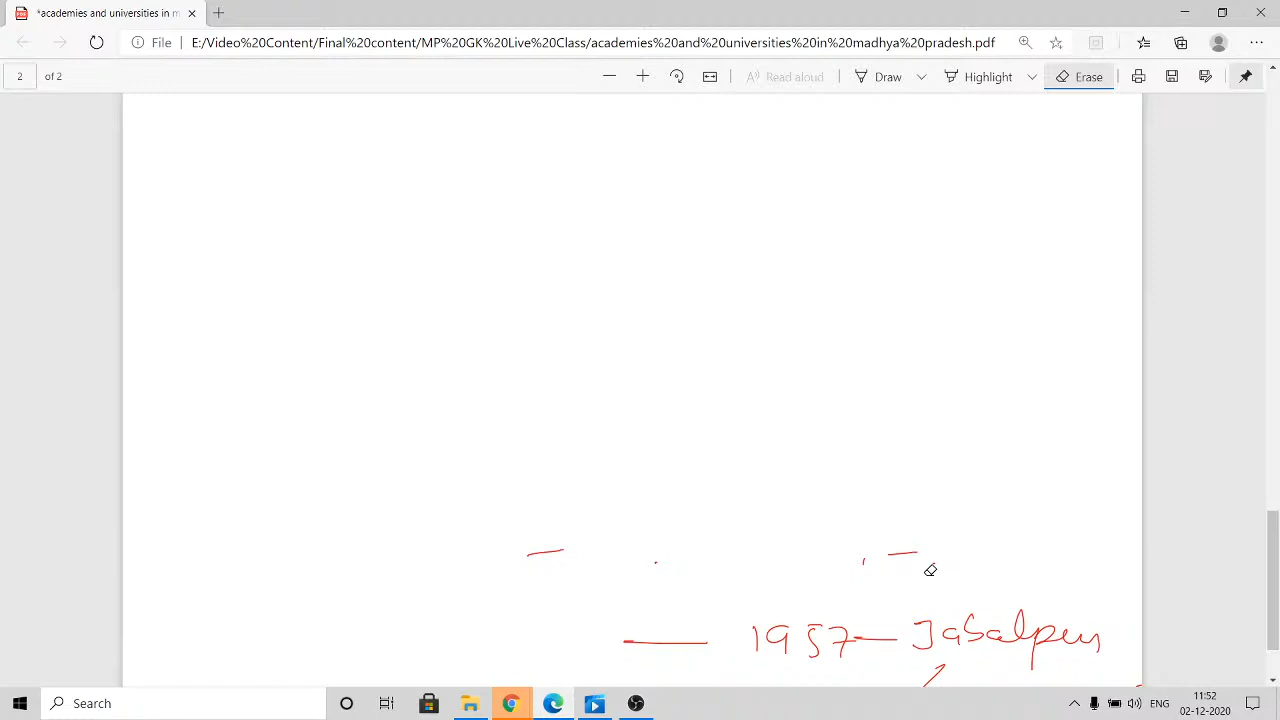 *academies and universities in m
File E:/Video%20Content/Final%20content/MP%20GK%20Live%20Class/academies%20and%20universities%20in%20madhya%20pradesh.pdf
2 of 2 Read aloud Draw Highlight Erase
1957 Jabalpur
Search ENG 11:52
02-12-2020